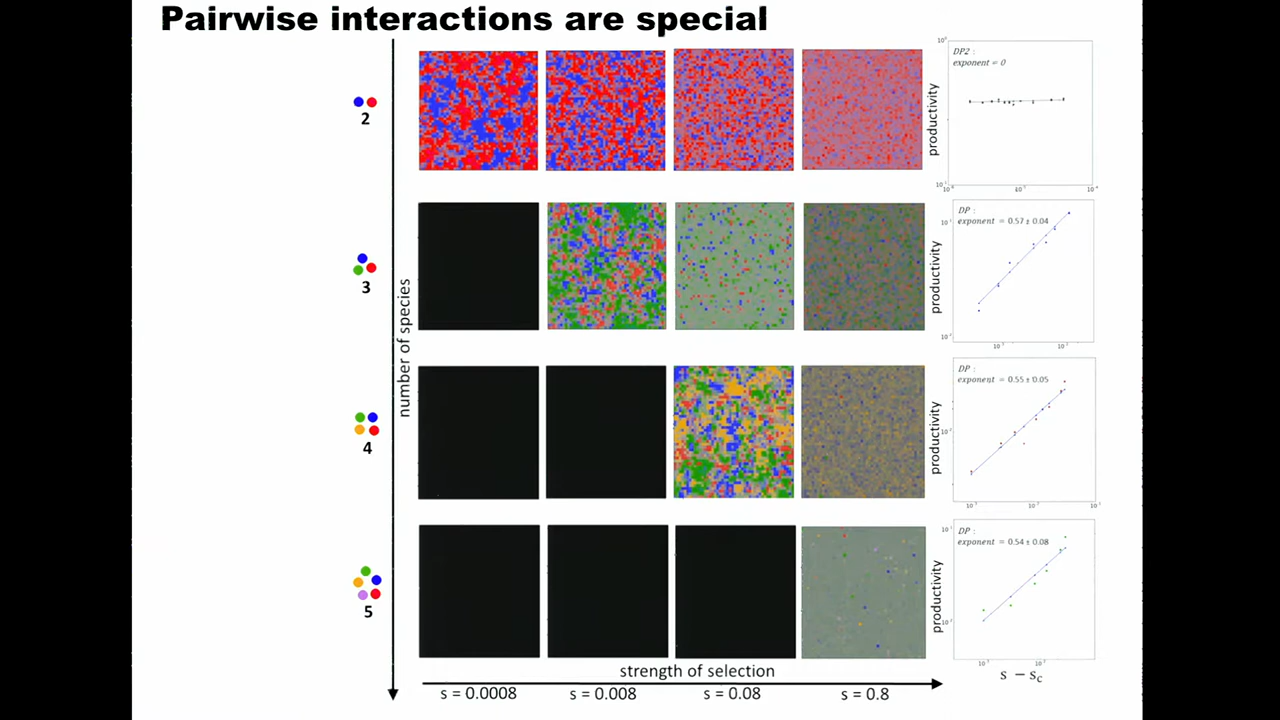 Pairwise interactions are special
2
3
4
5
number of species
strength of selection
s = 0.0008
s = 0.008
s = 0.08
s = 0.8
productivity
DP2 :
exponent = 0
productivity
DP :
exponent = 0.57 ± 0.04
productivity
DP :
exponent = 0.55 ± 0.05
productivity
DP :
exponent = 0.54 ± 0.08
s − s_c